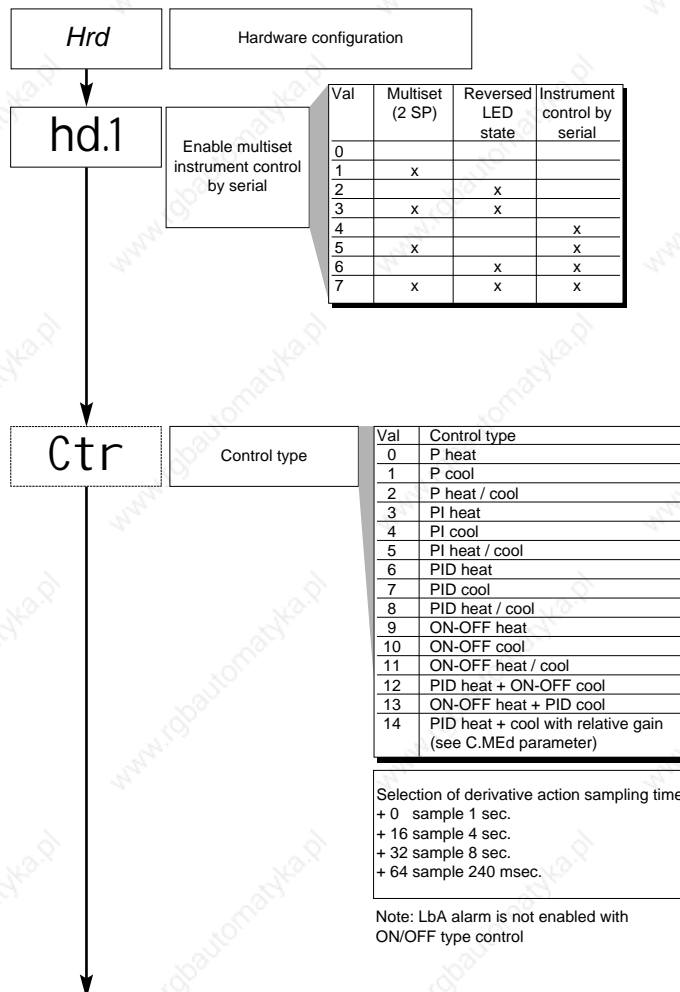 Hrd
Hardware configuration
hd.1
Enable multiset
instrument control
by serial
Val Multiset (2 SP) Reversed LED state Instrument control by serial
0
1 x
2 x
3 x x
4 x
5 x x
6 x x
7 x x x
Ctr
Control type
Val Control type
0 P heat
1 P cool
2 P heat / cool
3 PI heat
4 PI cool
5 PI heat / cool
6 PID heat
7 PID cool
8 PID heat / cool
9 ON-OFF heat
10 ON-OFF cool
11 ON-OFF heat / cool
12 PID heat + ON-OFF cool
13 ON-OFF heat + PID cool
14 PID heat + cool with relative gain
(see C.MEd parameter)
Selection of derivative action sampling time
+ 0 sample 1 sec.
+ 16 sample 4 sec.
+ 32 sample 8 sec.
+ 64 sample 240 msec.
Note: LbA alarm is not enabled with
ON/OFF type control
www.rgbautomatyka.pl